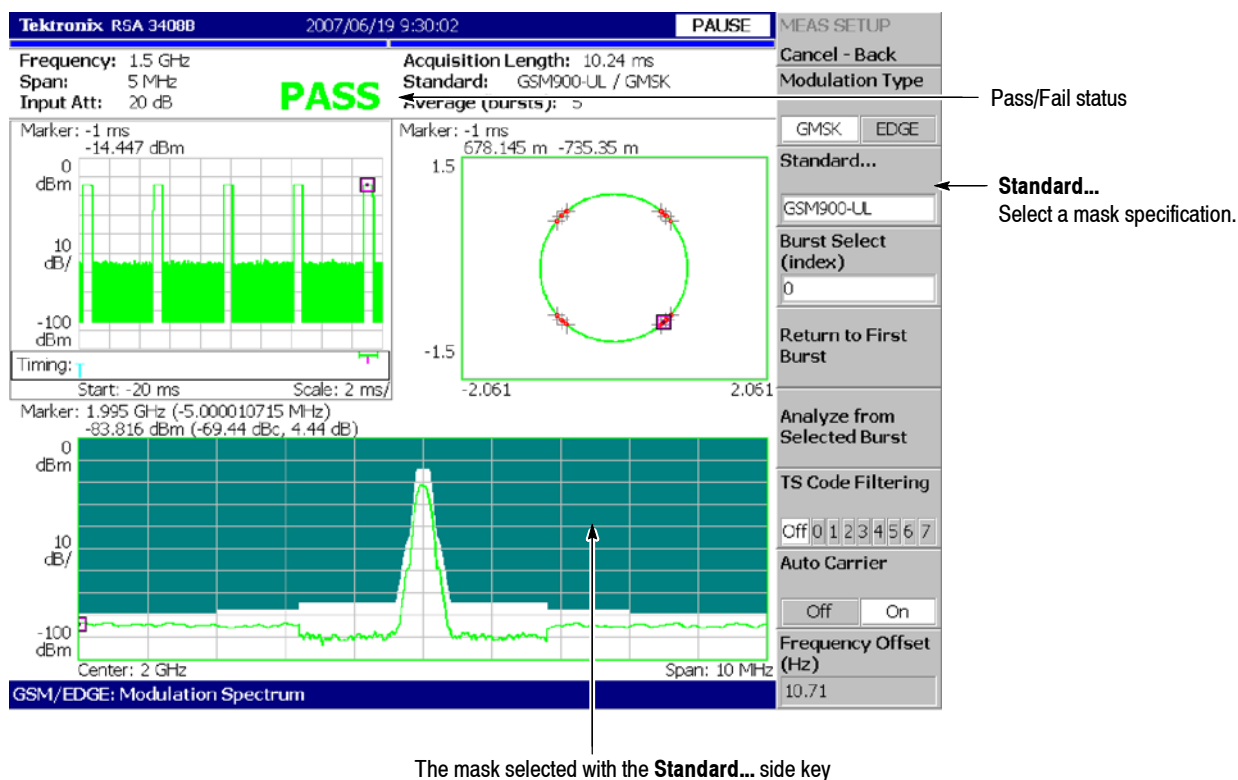 Tektronix RSA 3408B 2007/06/19 9:30:02 PAUSE
Frequency: 1.5 GHz
Span: 5 MHz
Input Att: 20 dB
PASS
Acquisition Length: 10.24 ms
Standard: GSM900-UL / GMSK
Average (bursts): 5
Marker: -1 ms
-14.447 dBm
0
dBm
10
dB/
-100
dBm
Timing:
Start: -20 ms Scale: 2 ms/
Marker: -1 ms
678.145 m -735.35 m
1.5
-1.5
-2.061 2.061
Marker: 1.995 GHz (-5.000010715 MHz)
-83.816 dBm (-69.44 dBc, 4.44 dB)
0
dBm
10
dB/
-100
dBm
Center: 2 GHz Span: 10 MHz
GSM/EDGE: Modulation Spectrum
MEAS SETUP
Cancel - Back
Modulation Type
GMSK EDGE
Standard...
GSM900-UL
Burst Select
(index)
0
Return to First
Burst
Analyze from
Selected Burst
TS Code Filtering
Off 0 1 2 3 4 5 6 7
Auto Carrier
Off On
Frequency Offset
(Hz)
10.71
Pass/Fail status
Standard...
Select a mask specification.
The mask selected with the Standard... side key